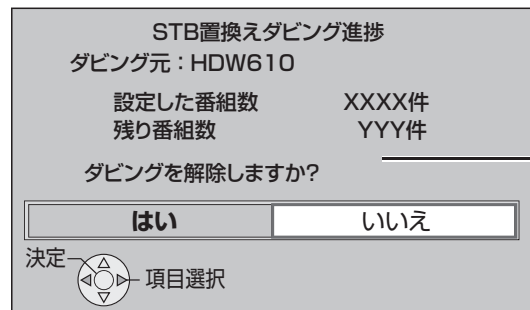 STB置換えダビング進捗
ダビング元：HDW610
設定した番組数 XXXX件
残り番組数 YYY件
ダビングを解除しますか?
はい いいえ
決定
項目選択